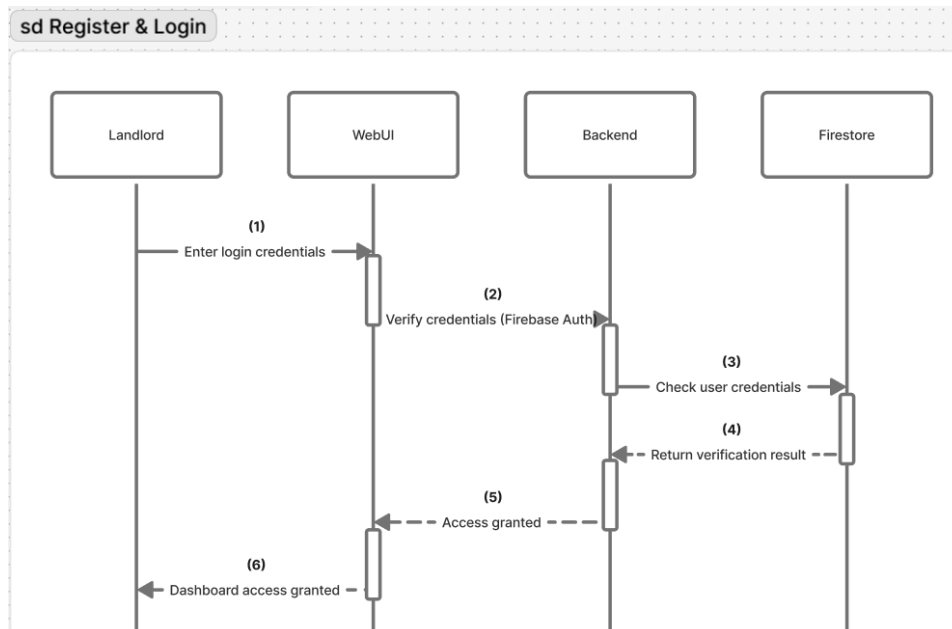 sd Register & Login
Landlord
WebUI
Backend
Firestore
(1)
Enter login credentials
(2)
Verify credentials (Firebase Auth)
(3)
Check user credentials
(4)
Return verification result
(5)
Access granted
(6)
Dashboard access granted